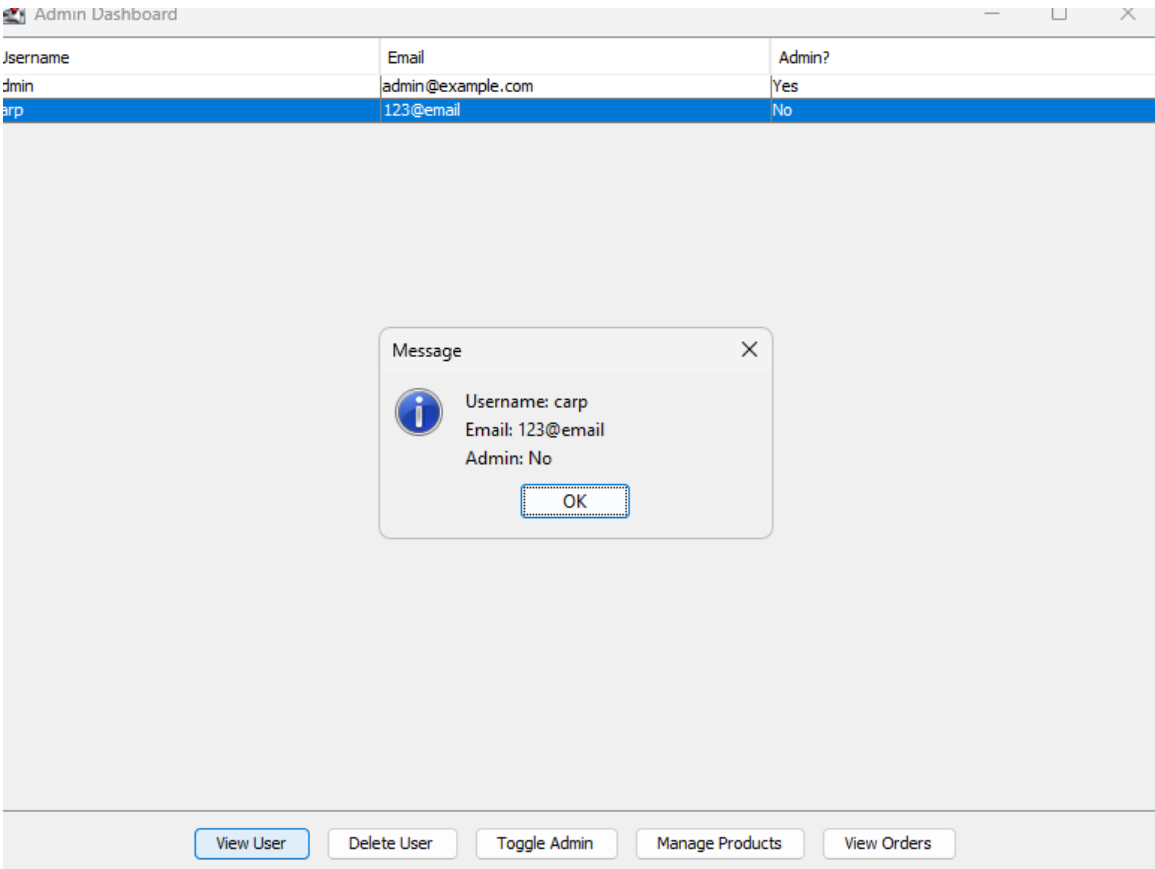 Admin Dashboard
Username Email Admin?
dmin admin@example.com Yes
arp 123@email No
Message
Username: carp
Email: 123@email
Admin: No
OK
View User Delete User Toggle Admin Manage Products View Orders